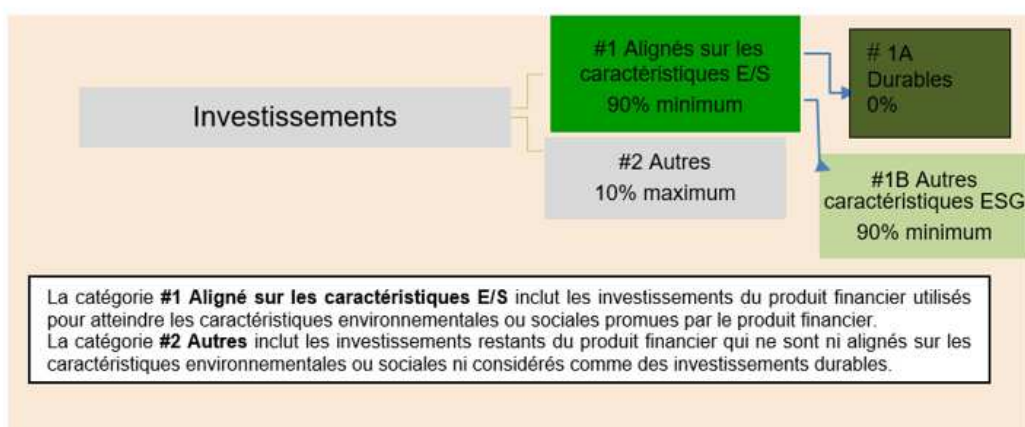 Investissements
#1 Alignés sur les
caractéristiques E/S
90% minimum
# 1A
Durables
0%
#2 Autres
10% maximum
#1B Autres
caractéristiques ESG
90% minimum
La catégorie #1 Aligné sur les caractéristiques E/S inclut les investissements du produit financier utilisés
pour atteindre les caractéristiques environnementales ou sociales promues par le produit financier.
La catégorie #2 Autres inclut les investissements restants du produit financier qui ne sont ni alignés sur les
caractéristiques environnementales ou sociales ni considérés comme des investissements durables.